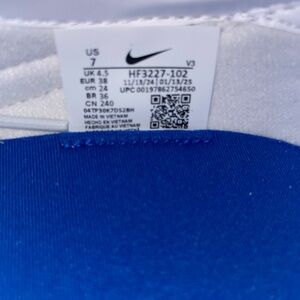 US
7
V3
UK 4.5
EUR 38
cm 24
BR 36
CN 240
HF3227-102
11/13/24 01/13/25
UPC 00197862754650
MADE IN VIETNAM
HECHO EN VIETNAM
FABRIQUE AU VIETNAM